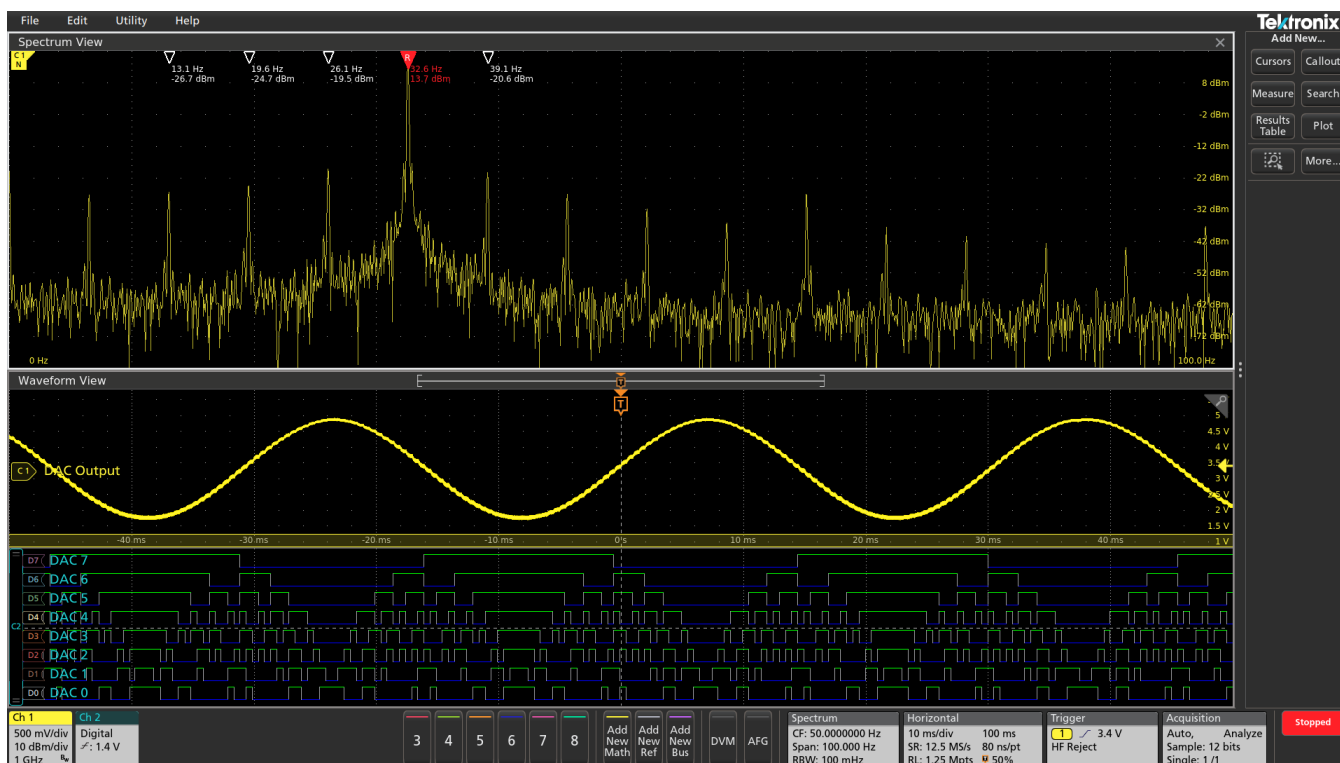 File Edit Utility Help
Tektronix
Add New...
Spectrum View
C 1
N
13.1 Hz
-26.7 dBm
19.6 Hz
-24.7 dBm
26.1 Hz
-19.5 dBm
R
32.6 Hz
13.7 dBm
39.1 Hz
-20.6 dBm
8 dBm
-2 dBm
-12 dBm
-22 dBm
-32 dBm
-42 dBm
-52 dBm
-62 dBm
-72 dBm
0 Hz
100.0 Hz
Cursors Callout
Measure Search
Results Table Plot
More...
Waveform View
T
T
C1 DAC Output
5
4.5 V
4 V
3.5 V
3 V
2.5 V
2 V
1.5 V
1 V
-40 ms -30 ms -20 ms -10 ms 0 s 10 ms 20 ms 30 ms 40 ms
C2
D7 DAC 7
D6 DAC 6
D5 DAC 5
D4 DAC 4
D3 DAC 3
D2 DAC 2
D1 DAC 1
D0 DAC 0
Ch 1
500 mV/div
10 dBm/div
1 GHz
Ch 2
Digital
: 1.4 V
3 4 5 6 7 8
Add New Math
Add New Ref
Add New Bus
DVM
AFG
Spectrum
CF: 50.0000000 Hz
Span: 100.000 Hz
RBW: 100 mHz
Horizontal
10 ms/div 100 ms
SR: 12.5 MS/s 80 ns/pt
RL: 1.25 Mpts 50%
Trigger
1 3.4 V
HF Reject
Acquisition
Auto, Analyze
Sample: 12 bits
Single: 1 /1
Stopped